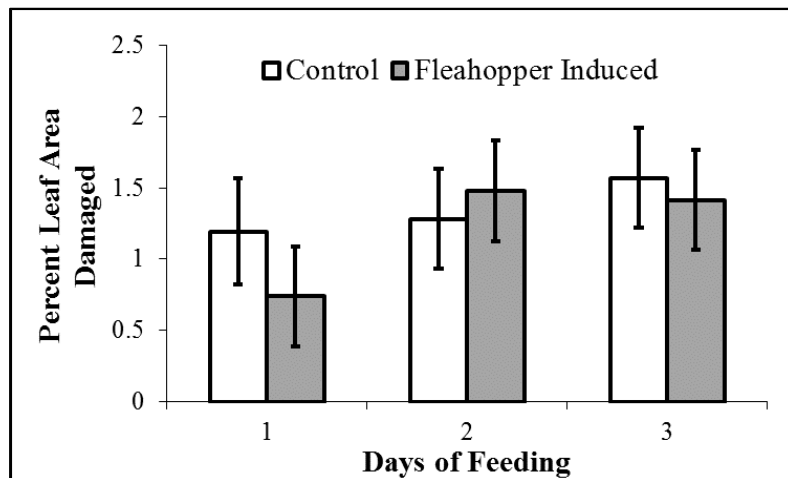 2.5
Control Fleahopper Induced
2
1.5
1
0.5
0
Percent Leaf Area
Damaged
1 2 3
Days of Feeding